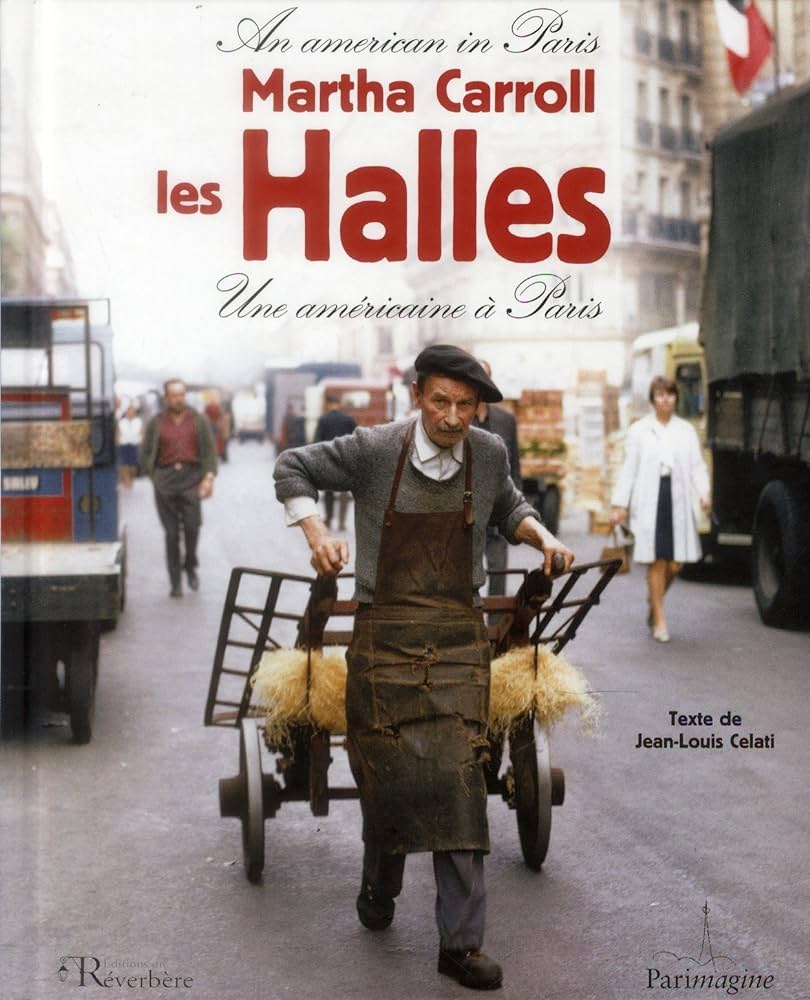 An american in Paris
Martha Carroll
les Halles
Une américaine à Paris
Texte de
Jean-Louis Celati
Editions du
Réverbère
Parimagine